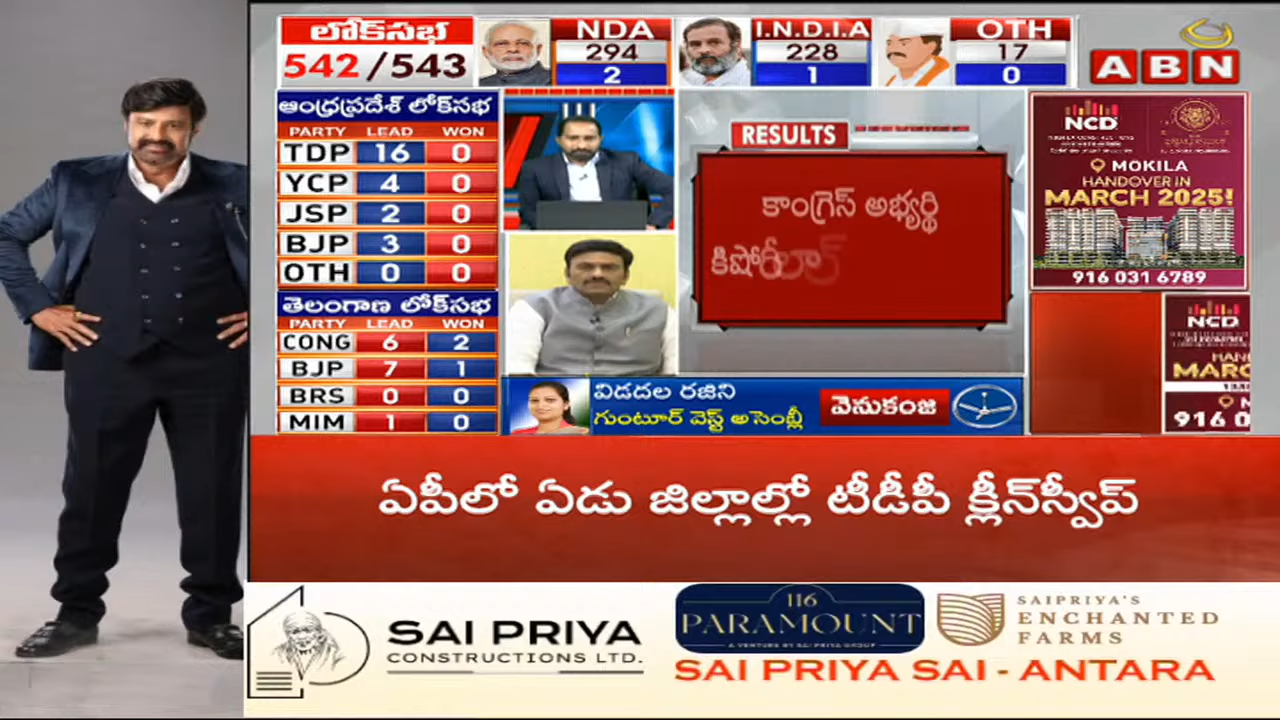 లోక్‌సభ
542 /543
NDA
294
2
I.N.D.I.A
228
1
OTH
17
0
ABN
ఆంధ్రప్రదేశ్ లోక్‌సభ
PARTY LEAD WON
TDP 16 0
YCP 4 0
JSP 2 0
BJP 3 0
OTH 0 0
తెలంగాణ లోక్‌సభ
PARTY LEAD WON
CONG 6 2
BJP 7 1
BRS 0 0
MIM 1 0
RESULTS
కాంగ్రెస్ అభ్యర్థి
కిషోరీలాల్
విడదల రజిని
గుంటూర్ వెస్ట్ అసెంబ్లీ
వెనుకంజ
NCD
MOKILA
HANDOVER IN
MARCH 2025!
916 031 6789
NCD
HAN
MARC
916 0
ఏపీలో ఏడు జిల్లాల్లో టీడీపీ క్లీన్‌స్వీప్
SAI PRIYA
CONSTRUCTIONS LTD.
116
PARAMOUNT
A VENTURE BY SAI PRIYA GROUP
SAIPRIYA'S
ENCHANTED
FARMS
SAI PRIYA SAI - ANTARA